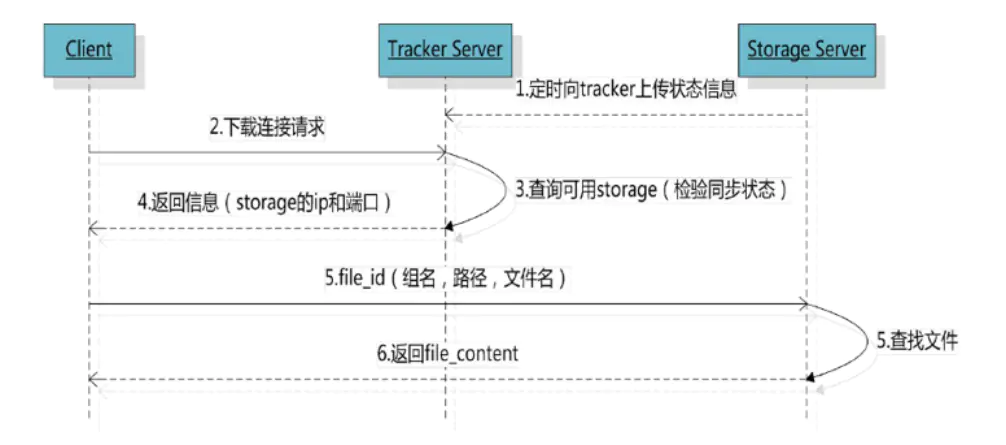 Client
Tracker Server
Storage Server
1.定时向tracker上传状态信息
2.下载连接请求
3.查询可用storage（检验同步状态）
4.返回信息（storage的ip和端口）
5.file_id（组名，路径，文件名）
5.查找文件
6.返回file_content